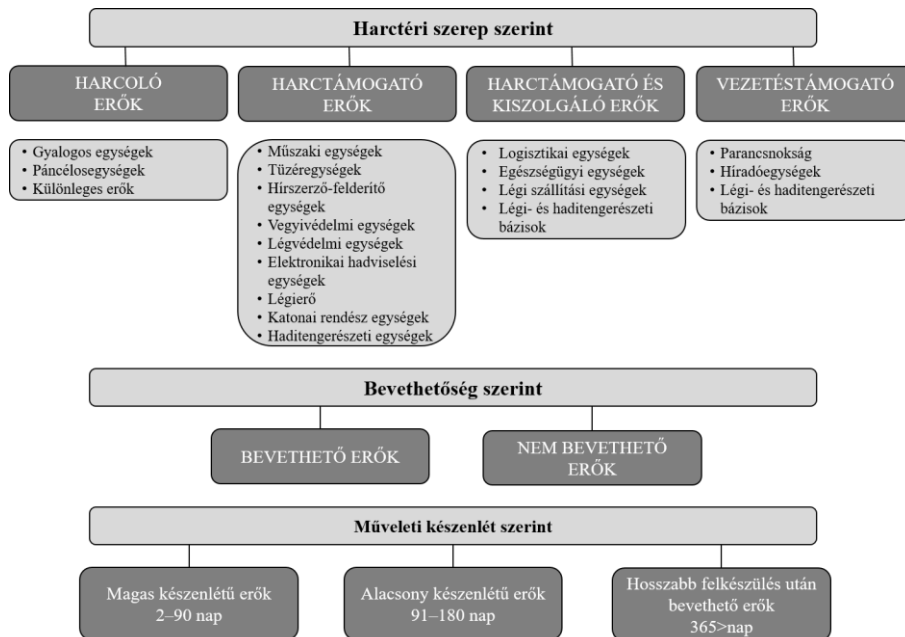 Harctéri szerep szerint
HARCOLÓ
ERŐK
HARCTÁMOGATÓ
ERŐK
HARCTÁMOGATÓ ÉS
KISZOLGÁLÓ ERŐK
VEZETÉSTÁMOGATÓ
ERŐK
• Gyalogos egységek
• Páncélosegységek
• Különleges erők
• Műszaki egységek
• Tüzéregységek
• Hírszerző-felderítő
egységek
• Vegyivédelmi egységek
• Légvédelmi egységek
• Elektronikai hadviselési
egységek
• Légierő
• Katonai rendész egységek
• Haditengerészeti egységek
• Logisztikai egységek
• Egészségügyi egységek
• Légi szállítási egységek
• Légi- és haditengerészeti
bázisok
• Parancsnokság
• Híradóegységek
• Légi- és haditengerészeti
bázisok
Bevethetőség szerint
BEVETHETŐ ERŐK
NEM BEVETHETŐ
ERŐK
Műveleti készenlét szerint
Magas készenlétű erők
2–90 nap
Alacsony készenlétű erők
91–180 nap
Hosszabb felkészülés után
bevethető erők
365>nap